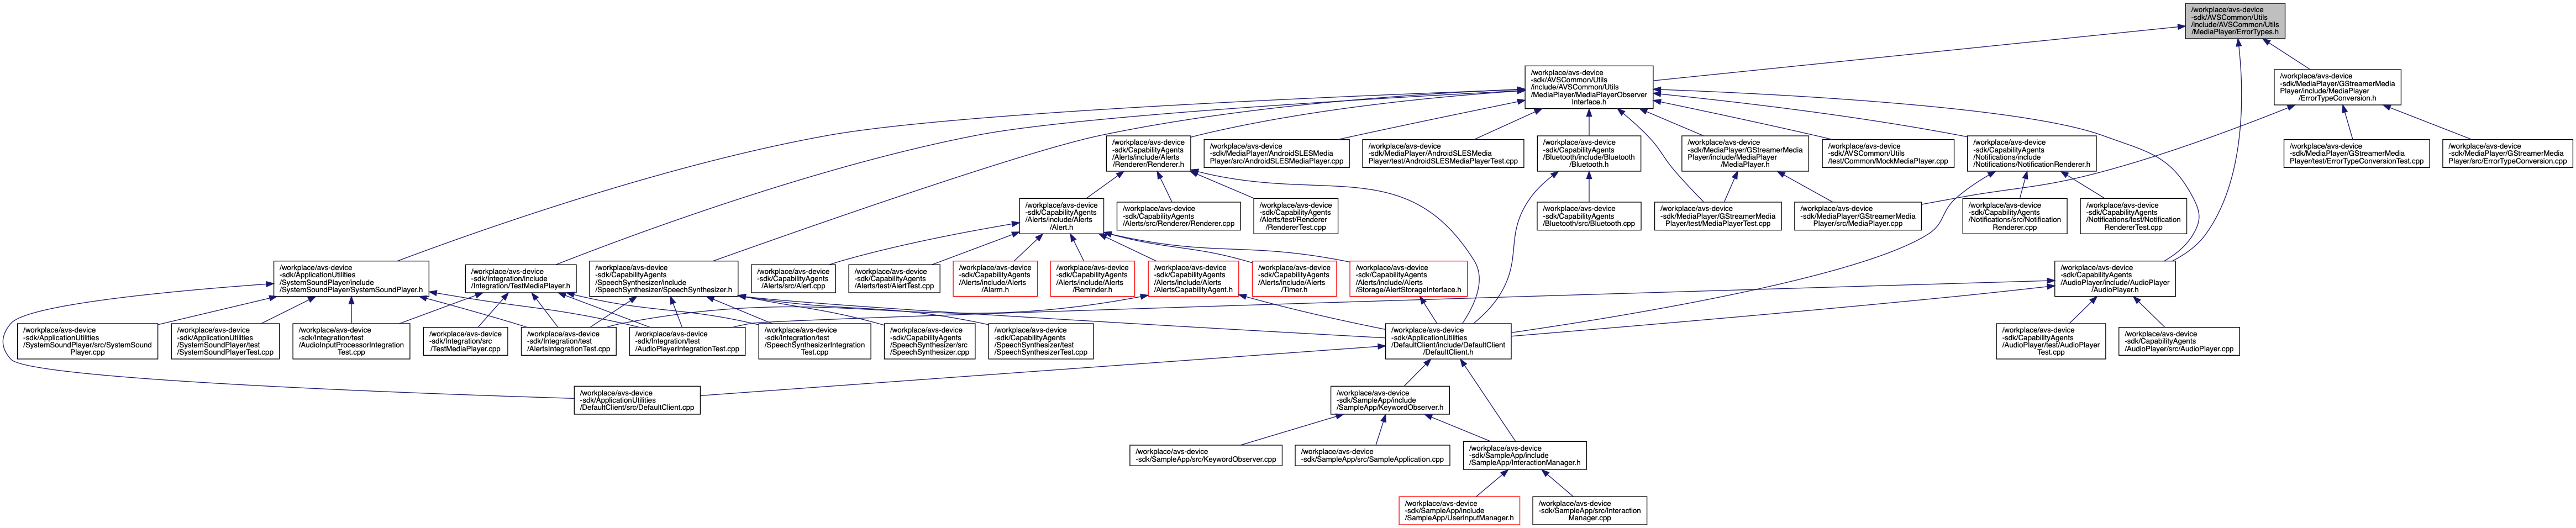 /workplace/avs-device
-sdk/AVSCommon/Utils
/include/AVSCommon/Utils
/MediaPlayer/ErrorTypes.h
/workplace/avs-device
-sdk/AVSCommon/Utils
/include/AVSCommon/Utils
/MediaPlayer/MediaPlayerObserver
Interface.h
/workplace/avs-device
-sdk/MediaPlayer/GStreamerMedia
Player/include/MediaPlayer
/ErrorTypeConversion.h
/workplace/avs-device
-sdk/CapabilityAgents
/Alerts/include/Alerts
/Renderer/Renderer.h
/workplace/avs-device
-sdk/MediaPlayer/AndroidSLESMedia
Player/src/AndroidSLESMediaPlayer.cpp
/workplace/avs-device
-sdk/MediaPlayer/AndroidSLESMedia
Player/test/AndroidSLESMediaPlayerTest.cpp
/workplace/avs-device
-sdk/CapabilityAgents
/Bluetooth/include/Bluetooth
/Bluetooth.h
/workplace/avs-device
-sdk/MediaPlayer/GStreamerMedia
Player/include/MediaPlayer
/MediaPlayer.h
/workplace/avs-device
-sdk/AVSCommon/Utils
/test/Common/MockMediaPlayer.cpp
/workplace/avs-device
-sdk/CapabilityAgents
/Notifications/include
/Notifications/NotificationRenderer.h
/workplace/avs-device
-sdk/MediaPlayer/GStreamerMedia
Player/test/ErrorTypeConversionTest.cpp
/workplace/avs-device
-sdk/MediaPlayer/GStreamerMedia
Player/src/ErrorTypeConversion.cpp
/workplace/avs-device
-sdk/CapabilityAgents
/Alerts/include/Alerts
/Alert.h
/workplace/avs-device
-sdk/CapabilityAgents
/Alerts/src/Renderer/Renderer.cpp
/workplace/avs-device
-sdk/CapabilityAgents
/Alerts/test/Renderer
/RendererTest.cpp
/workplace/avs-device
-sdk/CapabilityAgents
/Bluetooth/src/Bluetooth.cpp
/workplace/avs-device
-sdk/MediaPlayer/GStreamerMedia
Player/test/MediaPlayerTest.cpp
/workplace/avs-device
-sdk/MediaPlayer/GStreamerMedia
Player/src/MediaPlayer.cpp
/workplace/avs-device
-sdk/CapabilityAgents
/Notifications/src/Notification
Renderer.cpp
/workplace/avs-device
-sdk/CapabilityAgents
/Notifications/test/Notification
RendererTest.cpp
/workplace/avs-device
-sdk/ApplicationUtilities
/SystemSoundPlayer/include
/SystemSoundPlayer/SystemSoundPlayer.h
/workplace/avs-device
-sdk/Integration/include
/Integration/TestMediaPlayer.h
/workplace/avs-device
-sdk/CapabilityAgents
/SpeechSynthesizer/include
/SpeechSynthesizer/SpeechSynthesizer.h
/workplace/avs-device
-sdk/CapabilityAgents
/Alerts/src/Alert.cpp
/workplace/avs-device
-sdk/CapabilityAgents
/Alerts/test/AlertTest.cpp
/workplace/avs-device
-sdk/CapabilityAgents
/Alerts/include/Alerts
/Alarm.h
/workplace/avs-device
-sdk/CapabilityAgents
/Alerts/include/Alerts
/Reminder.h
/workplace/avs-device
-sdk/CapabilityAgents
/Alerts/include/Alerts
/AlertsCapabilityAgent.h
/workplace/avs-device
-sdk/CapabilityAgents
/Alerts/include/Alerts
/Timer.h
/workplace/avs-device
-sdk/CapabilityAgents
/Alerts/include/Alerts
/Storage/AlertStorageInterface.h
/workplace/avs-device
-sdk/CapabilityAgents
/AudioPlayer/include/AudioPlayer
/AudioPlayer.h
/workplace/avs-device
-sdk/ApplicationUtilities
/SystemSoundPlayer/src/SystemSound
Player.cpp
/workplace/avs-device
-sdk/ApplicationUtilities
/SystemSoundPlayer/test
/SystemSoundPlayerTest.cpp
/workplace/avs-device
-sdk/Integration/test
/AudioInputProcessorIntegration
Test.cpp
/workplace/avs-device
-sdk/Integration/src
/TestMediaPlayer.cpp
/workplace/avs-device
-sdk/Integration/test
/AlertsIntegrationTest.cpp
/workplace/avs-device
-sdk/Integration/test
/AudioPlayerIntegrationTest.cpp
/workplace/avs-device
-sdk/Integration/test
/SpeechSynthesizerIntegration
Test.cpp
/workplace/avs-device
-sdk/CapabilityAgents
/SpeechSynthesizer/src
/SpeechSynthesizer.cpp
/workplace/avs-device
-sdk/CapabilityAgents
/SpeechSynthesizer/test
/SpeechSynthesizerTest.cpp
/workplace/avs-device
-sdk/ApplicationUtilities
/DefaultClient/include/DefaultClient
/DefaultClient.h
/workplace/avs-device
-sdk/CapabilityAgents
/AudioPlayer/test/AudioPlayer
Test.cpp
/workplace/avs-device
-sdk/CapabilityAgents
/AudioPlayer/src/AudioPlayer.cpp
/workplace/avs-device
-sdk/ApplicationUtilities
/DefaultClient/src/DefaultClient.cpp
/workplace/avs-device
-sdk/SampleApp/include
/SampleApp/KeywordObserver.h
/workplace/avs-device
-sdk/SampleApp/src/KeywordObserver.cpp
/workplace/avs-device
-sdk/SampleApp/src/SampleApplication.cpp
/workplace/avs-device
-sdk/SampleApp/include
/SampleApp/InteractionManager.h
/workplace/avs-device
-sdk/SampleApp/include
/SampleApp/UserInputManager.h
/workplace/avs-device
-sdk/SampleApp/src/Interaction
Manager.cpp